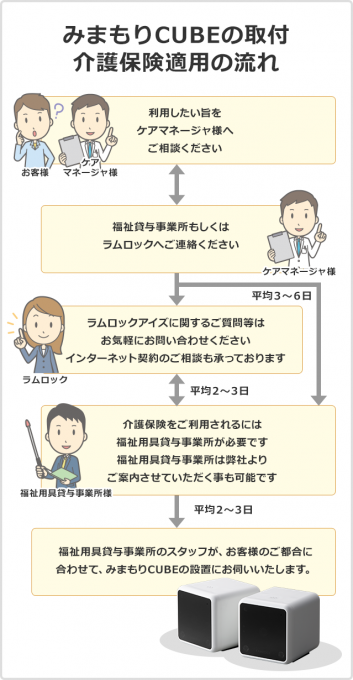 みまもりCUBEの取付
介護保険適用の流れ
利用したい旨を
ケアマネージャ様へ
ご相談ください
?
お客様
ケア
マネージャ様
福祉貸与事業所もしくは
ラムロックへご連絡ください
ケアマネージャ様
平均3〜6日
ラムロックアイズに関するご質問等は
お気軽にお問い合わせください
インターネット契約のご相談も承っております
ラムロック
平均2〜3日
介護保険をご利用されるには
福祉用具貸与事業所が必要です
福祉用具貸与事業所は弊社より
ご案内させていただく事も可能です
福祉用具貸与事業所様
平均2〜3日
福祉用具貸与事業所のスタッフが、お客様のご都合に
合わせて、みまもりCUBEの設置にお伺いいたします。